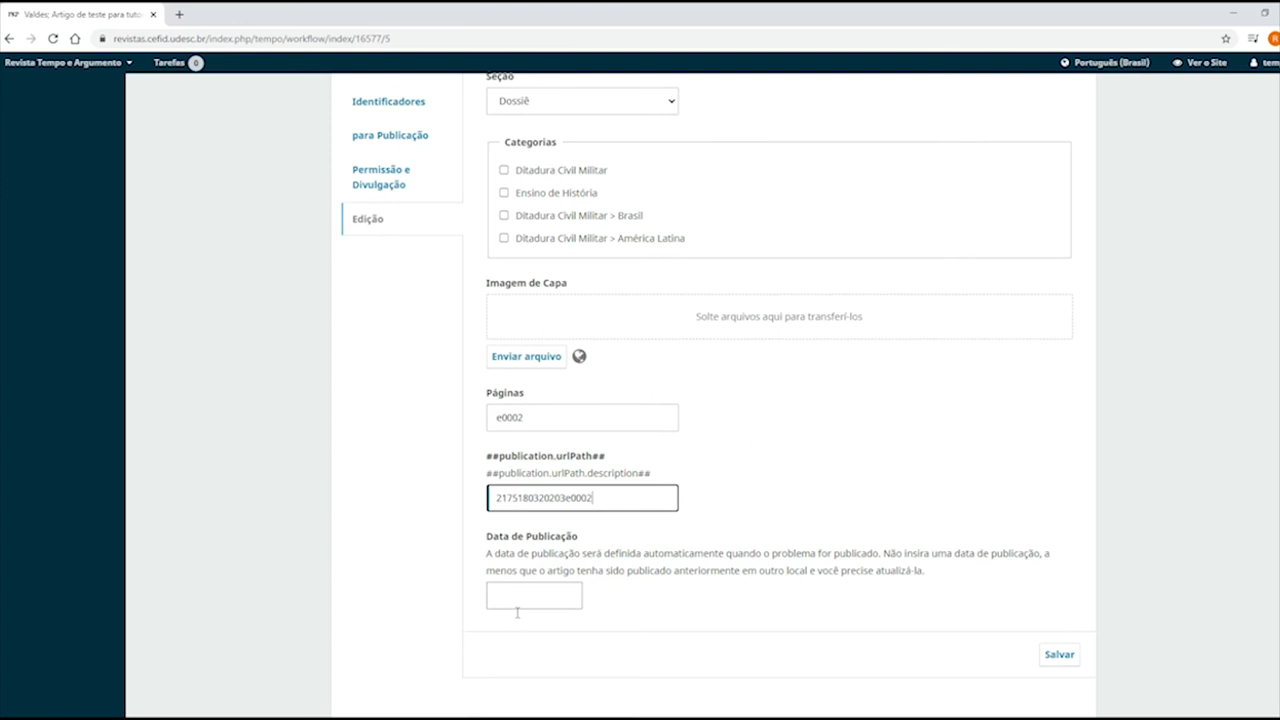 Valdes; Artigo de teste para tuto
revistas.cefid.udesc.br/index.php/tempo/workflow/index/16577/5
Revista Tempo e Argumento
Tarefas 0
Português (Brasil)
Ver o Site
tem
Identificadores
para Publicação
Permissão e
Divulgação
Edição
Seção
Dossiê
Categorias
Ditadura Civil Militar
Ensino de História
Ditadura Civil Militar > Brasil
Ditadura Civil Militar > América Latina
Imagem de Capa
Solte arquivos aqui para transferí-los
Enviar arquivo
Páginas
e0002
##publication.urlPath##
##publication.urlPath.description##
2175180320203e0002
Data de Publicação
A data de publicação será definida automaticamente quando o problema for publicado. Não insira uma data de publicação, a
menos que o artigo tenha sido publicado anteriormente em outro local e você precise atualizá-la.
Salvar